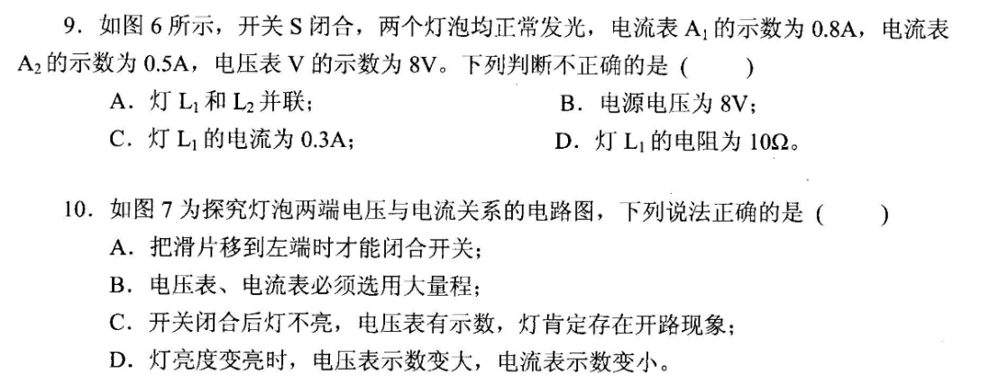 9．如图 6 所示，开关 S 闭合，两个灯泡均正常发光，电流表 A₁ 的示数为 0.8A，电流表
A₂ 的示数为 0.5A，电压表 V 的示数为 8V。下列判断不正确的是（　　）
A．灯 L₁ 和 L₂ 并联；　　B．电源电压为 8V；
C．灯 L₁ 的电流为 0.3A；　　D．灯 L₁ 的电阻为 10Ω。
10．如图 7 为探究灯泡两端电压与电流关系的电路图，下列说法正确的是（　　）
A．把滑片移到左端时才能闭合开关；
B．电压表、电流表必须选用大量程；
C．开关闭合后灯不亮，电压表有示数，灯肯定存在开路现象；
D．灯亮度变亮时，电压表示数变大，电流表示数变小。